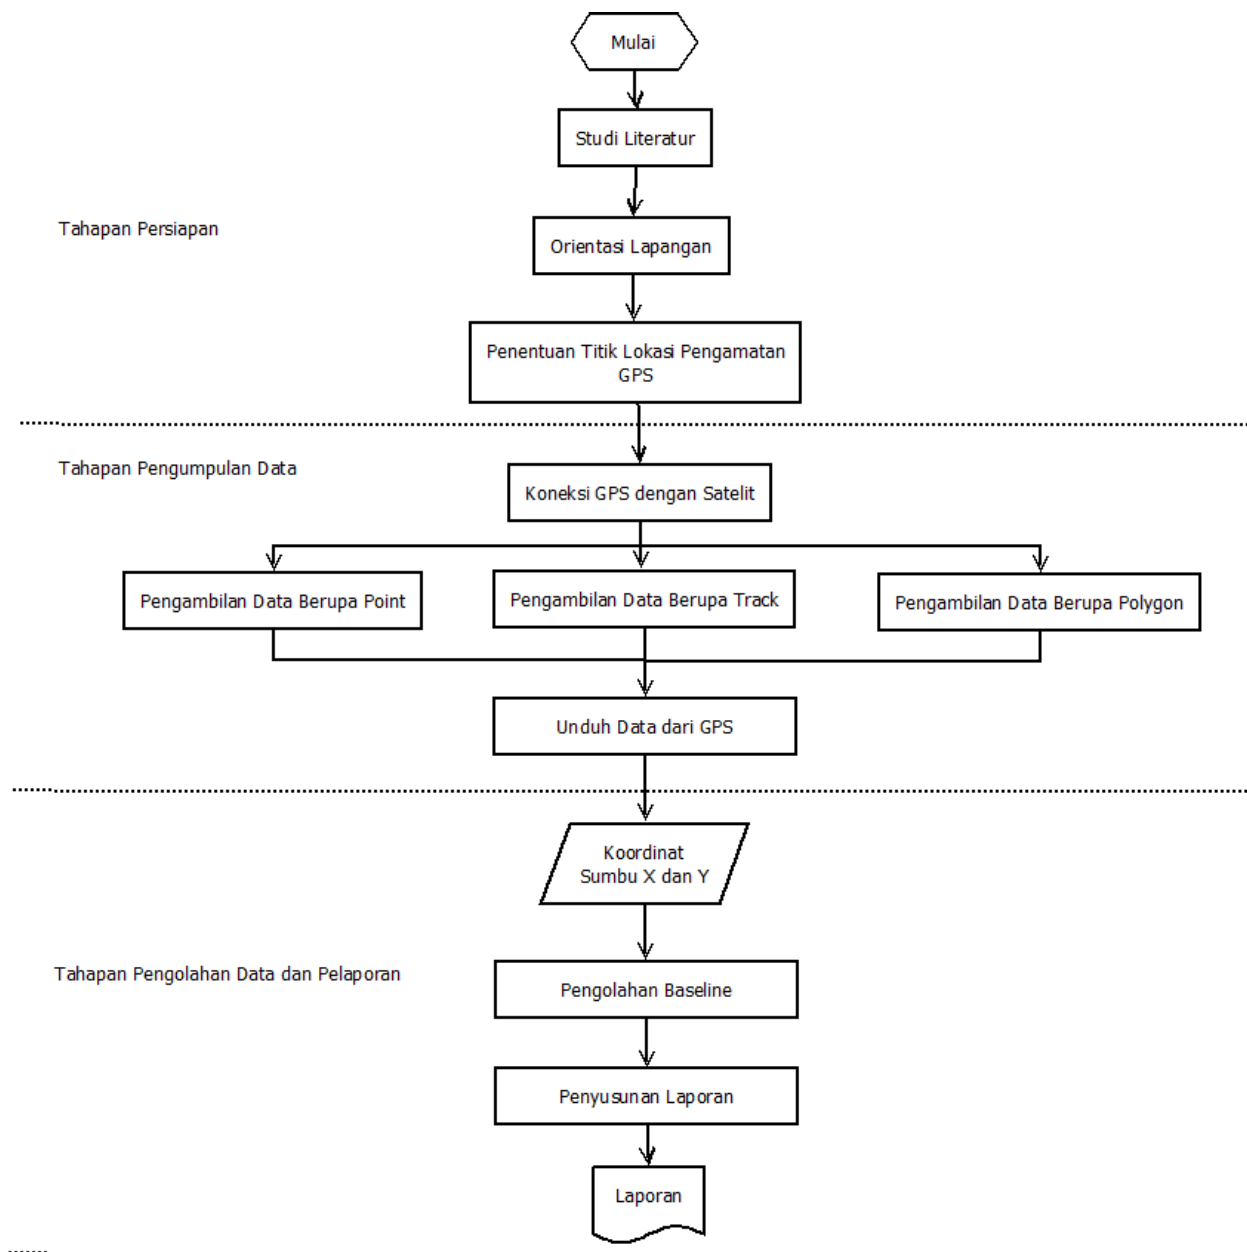 Mulai
Studi Literatur
Tahapan Persiapan
Orientasi Lapangan
Penentuan Titik Lokasi Pengamatan
GPS
Tahapan Pengumpulan Data
Koneksi GPS dengan Satelit
Pengambilan Data Berupa Point
Pengambilan Data Berupa Track
Pengambilan Data Berupa Polygon
Unduh Data dari GPS
Koordinat
Sumbu X dan Y
Tahapan Pengolahan Data dan Pelaporan
Pengolahan Baseline
Penyusunan Laporan
Laporan